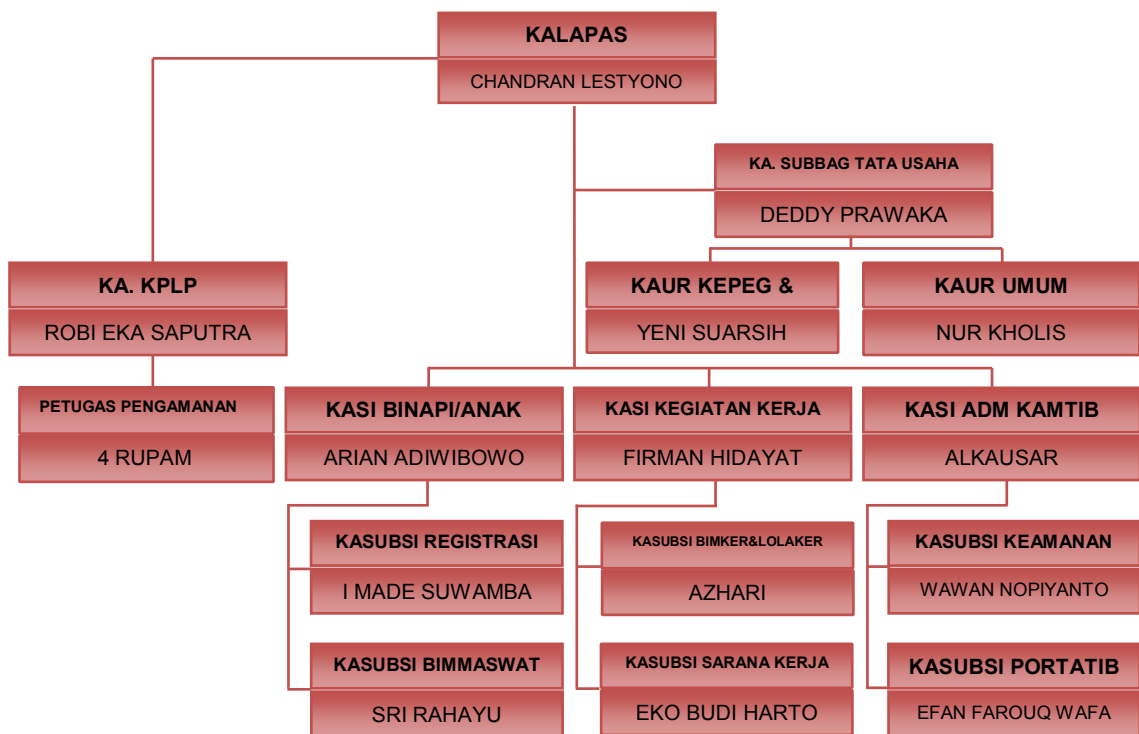 KALAPAS
CHANDRAN LESTYONO
KA. SUBBAG TATA USAHA
DEDDY PRAWAKA
KA. KPLP
ROBI EKA SAPUTRA
KAUR KEPEG &
YENI SUARSIH
KAUR UMUM
NUR KHOLIS
PETUGAS PENGAMANAN
4 RUPAM
KASI BINAPI/ANAK
ARIAN ADIWIBOWO
KASI KEGIATAN KERJA
FIRMAN HIDAYAT
KASI ADM KAMTIB
ALKAUSAR
KASUBSI REGISTRASI
I MADE SUWAMBA
KASUBSI BIMKER&LOLAKER
AZHARI
KASUBSI KEAMANAN
WAWAN NOPIYANTO
KASUBSI BIMMASWAT
SRI RAHAYU
KASUBSI SARANA KERJA
EKO BUDI HARTO
KASUBSI PORTATIB
EFAN FAROUQ WAFA